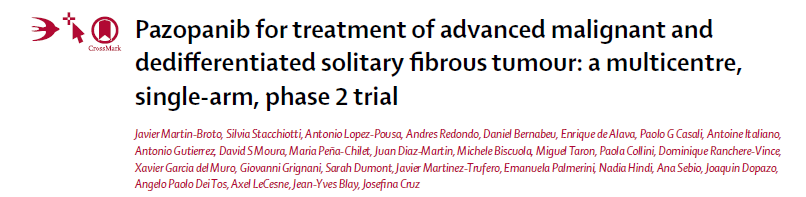 CrossMark
Pazopanib for treatment of advanced malignant and
dedifferentiated solitary fibrous tumour: a multicentre,
single-arm, phase 2 trial
Javier Martin-Broto, Silvia Stacchiotti, Antonio Lopez-Pousa, Andres Redondo, Daniel Bernabeu, Enrique de Alava, Paolo G Casali, Antoine Italiano,
Antonio Gutierrez, David S Moura, Maria Peña-Chilet, Juan Diaz-Martin, Michele Biscuola, Miguel Taron, Paola Collini, Dominique Ranchere-Vince,
Xavier Garcia del Muro, Giovanni Grignani, Sarah Dumont, Javier Martinez-Trufero, Emanuela Palmerini, Nadia Hindi, Ana Sebio, Joaquin Dopazo,
Angelo Paolo Dei Tos, Axel LeCesne, Jean-Yves Blay, Josefina Cruz